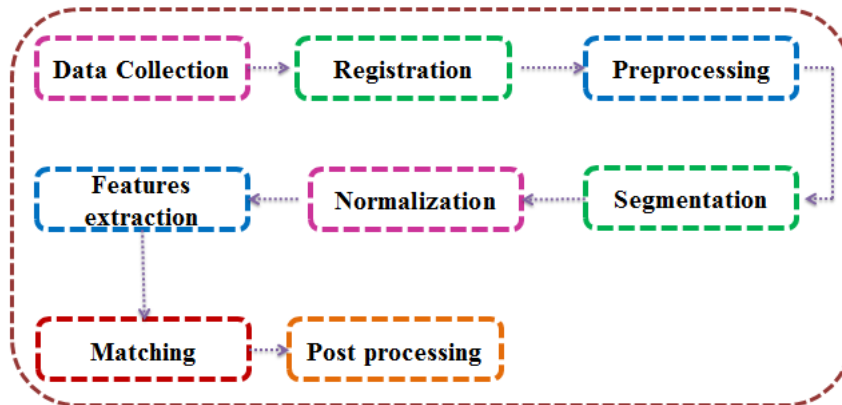 Data Collection
Registration
Preprocessing
Features
extraction
Normalization
Segmentation
Matching
Post processing